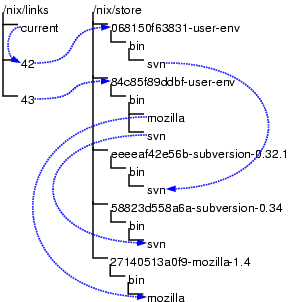 /nix/links
current
42
43
/nix/store
068150f63831-user-env
bin
svn
84c85f89ddbf-user-env
bin
mozilla
svn
eeeeaf42e56b-subversion-0.32.1
bin
svn
58823d558a6a-subversion-0.34
bin
svn
27140513a0f9-mozilla-1.4
bin
mozilla